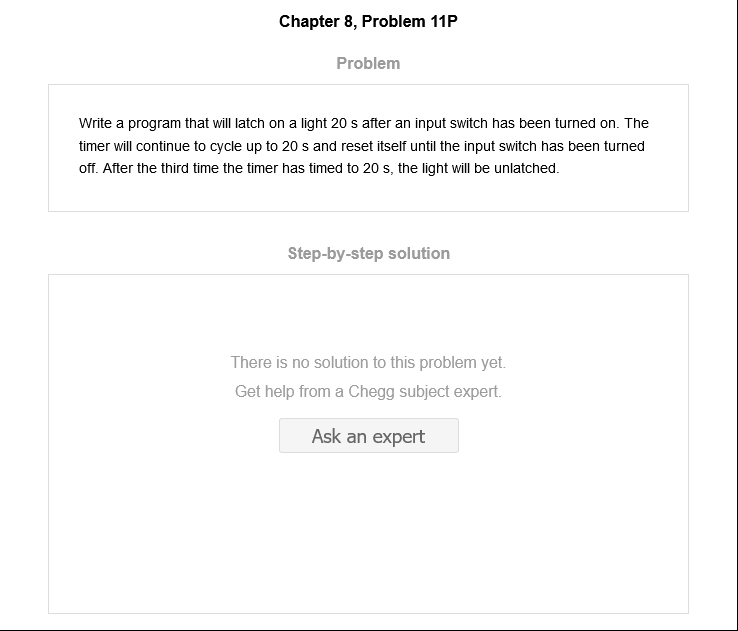 Chapter 8, Problem 11P
Problem
Write a program that will latch on a light 20 s after an input switch has been turned on. The
timer will continue to cycle up to 20 s and reset itself until the input switch has been turned
off. After the third time the timer has timed to 20 s, the light will be unlatched.
Step-by-step solution
There is no solution to this problem yet.
Get help from a Chegg subject expert.
Ask an expert